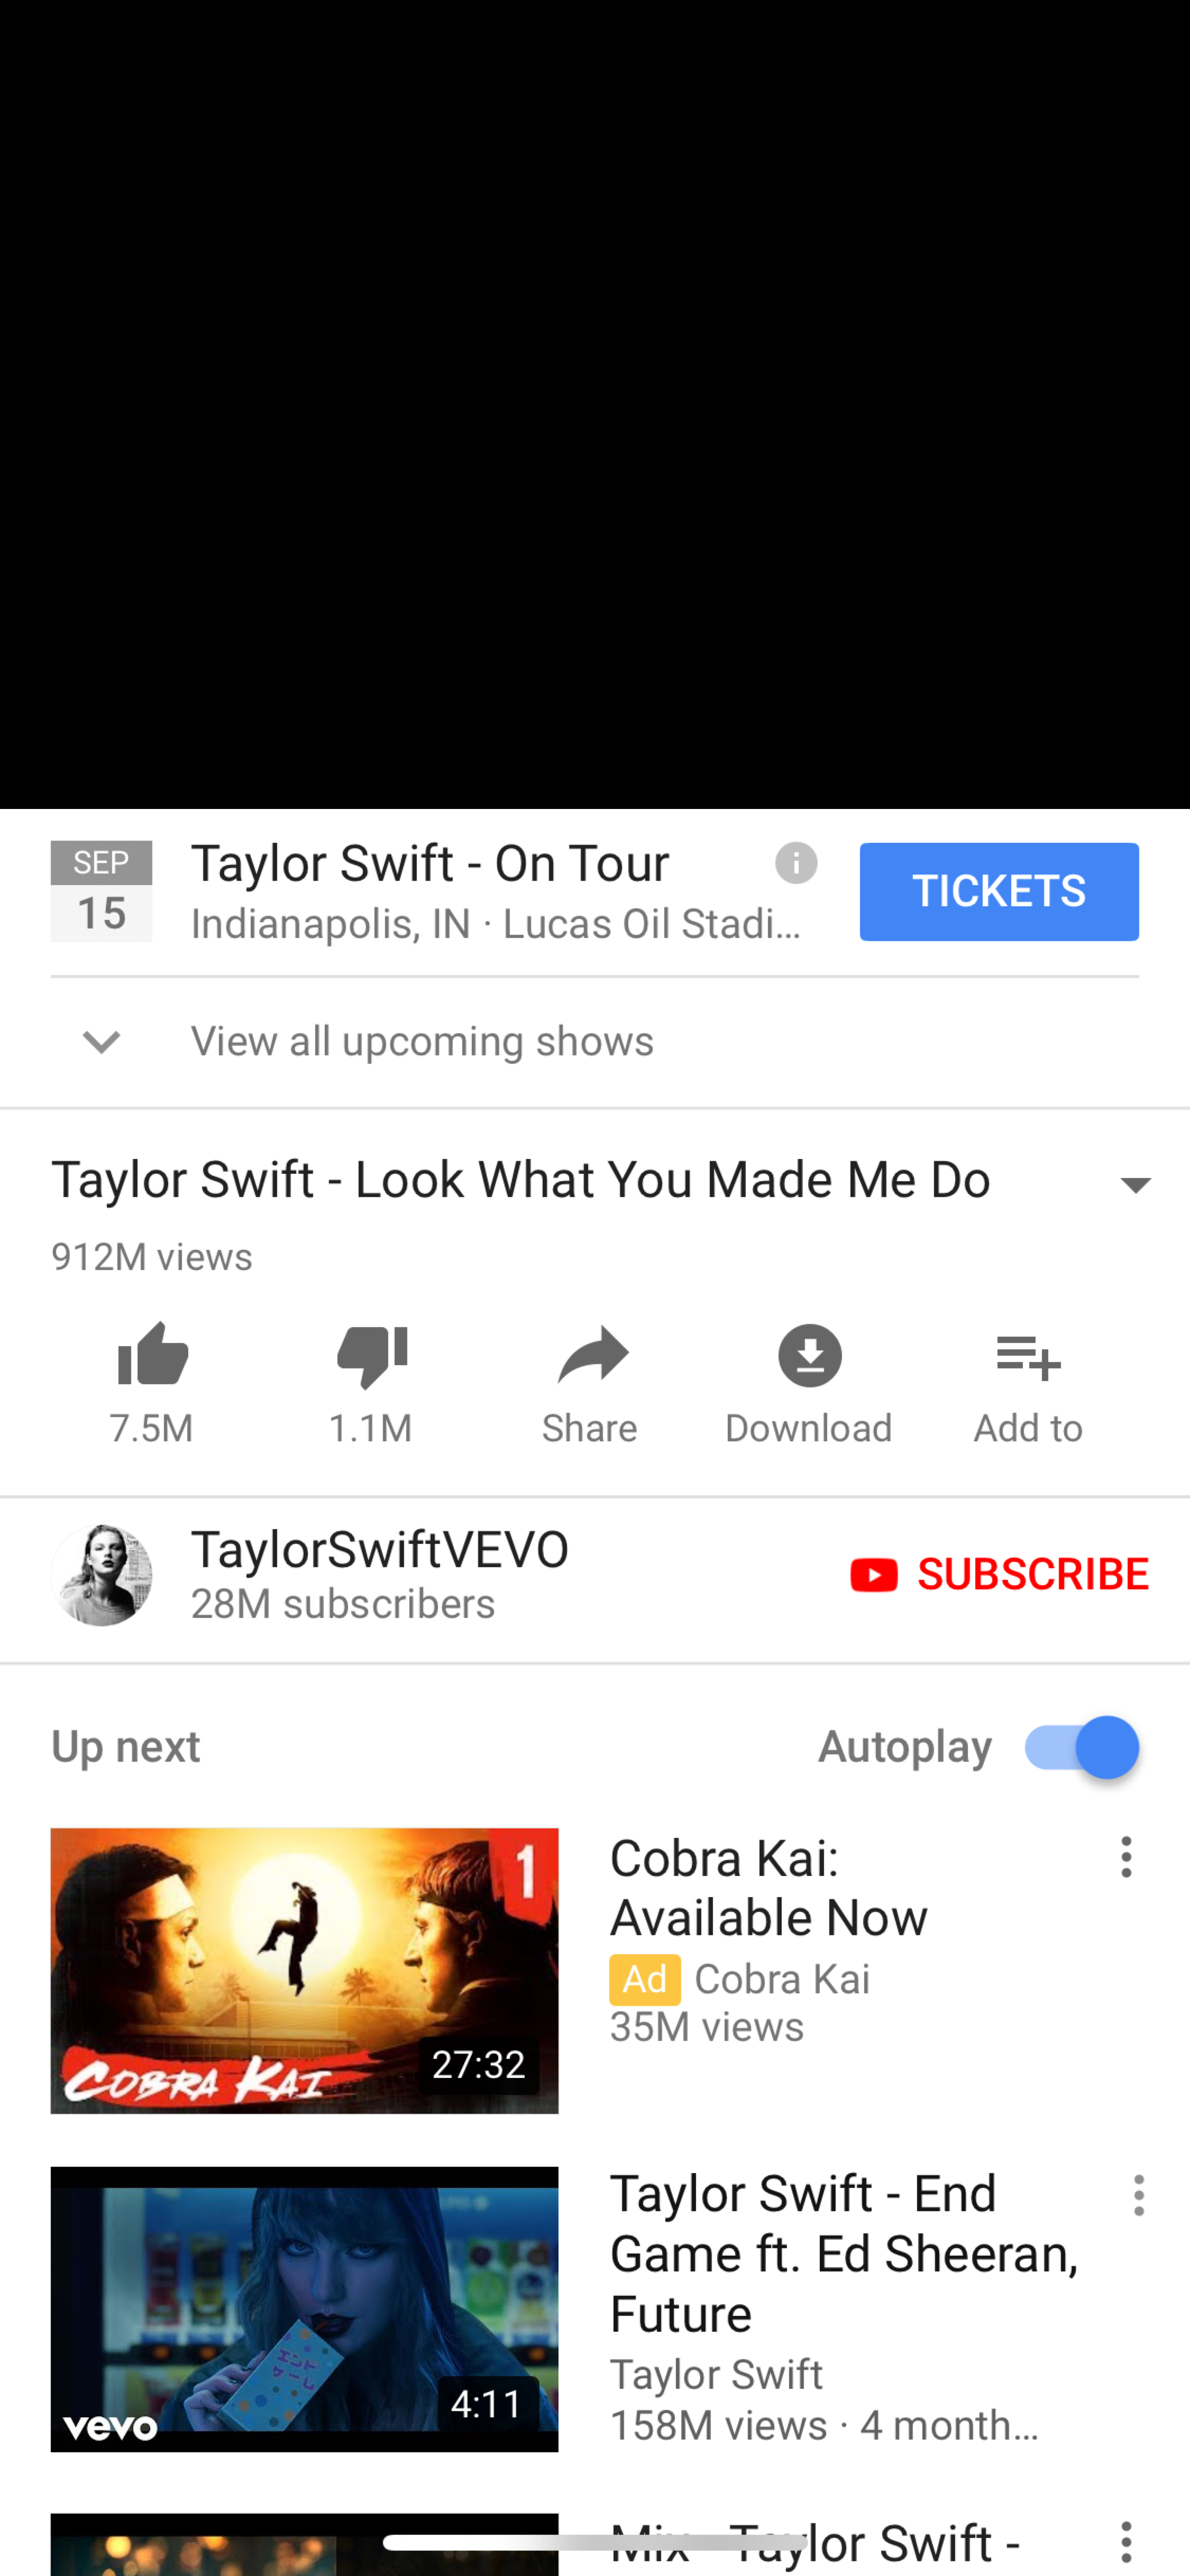 SEP
15
Taylor Swift - On Tour
Indianapolis, IN · Lucas Oil Stadi...
TICKETS
View all upcoming shows
Taylor Swift - Look What You Made Me Do
912M views
7.5M
1.1M
Share
Download
Add to
TaylorSwiftVEVO
28M subscribers
SUBSCRIBE
Up next
Autoplay
1
COBRA KAI
27:32
Cobra Kai:
Available Now
Ad Cobra Kai
35M views
vevo
4:11
Taylor Swift - End
Game ft. Ed Sheeran,
Future
Taylor Swift
158M views · 4 month...
Mix - Taylor Swift -